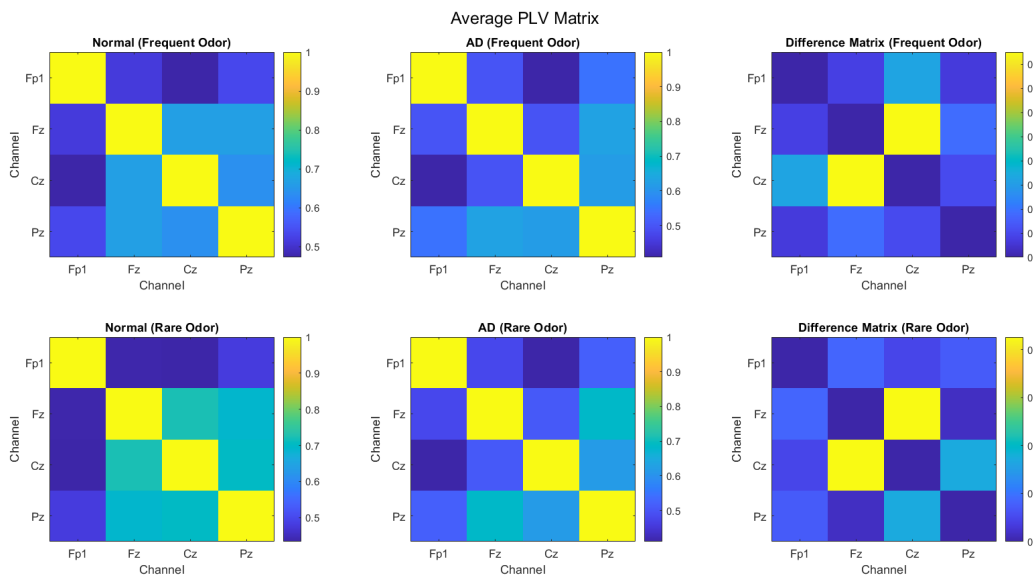 Average PLV Matrix
Normal (Frequent Odor)
AD (Frequent Odor)
Difference Matrix (Frequent Odor)
Channel
Fp1
Fz
Cz
Pz
Fp1 Fz Cz Pz
Channel
1
0.9
0.8
0.7
0.6
0.5
Channel
Fp1
Fz
Cz
Pz
Fp1 Fz Cz Pz
Channel
1
0.9
0.8
0.7
0.6
0.5
Channel
Fp1
Fz
Cz
Pz
Fp1 Fz Cz Pz
Channel
Normal (Rare Odor)
AD (Rare Odor)
Difference Matrix (Rare Odor)
Channel
Fp1
Fz
Cz
Pz
Fp1 Fz Cz Pz
Channel
1
0.9
0.8
0.7
0.6
0.5
Channel
Fp1
Fz
Cz
Pz
Fp1 Fz Cz Pz
Channel
1
0.9
0.8
0.7
0.6
0.5
Channel
Fp1
Fz
Cz
Pz
Fp1 Fz Cz Pz
Channel